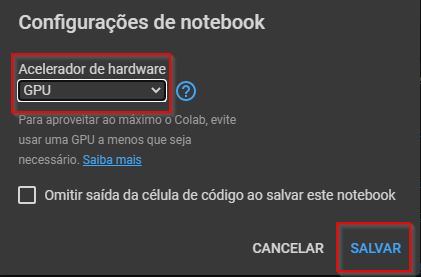 Configurações de notebook
Acelerador de hardware
GPU
?
Para aproveitar ao máximo o Colab, evite
usar uma GPU a menos que seja
necessário. Saiba mais
Omitir saída da célula de código ao salvar este notebook
CANCELAR SALVAR